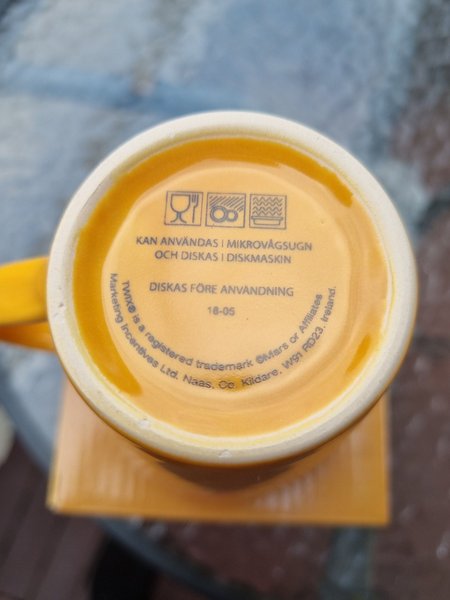 KAN ANVÄNDAS I MIKROVÅGSUGN
OCH DISKAS I DISKMASKIN
DISKAS FÖRE ANVÄNDNING
18-05
Twix® is a registered trademark ©Mars or Affiliates
Marketing Incentives Ltd. Naas, Co. Kildare, W91 RD23, Ireland.